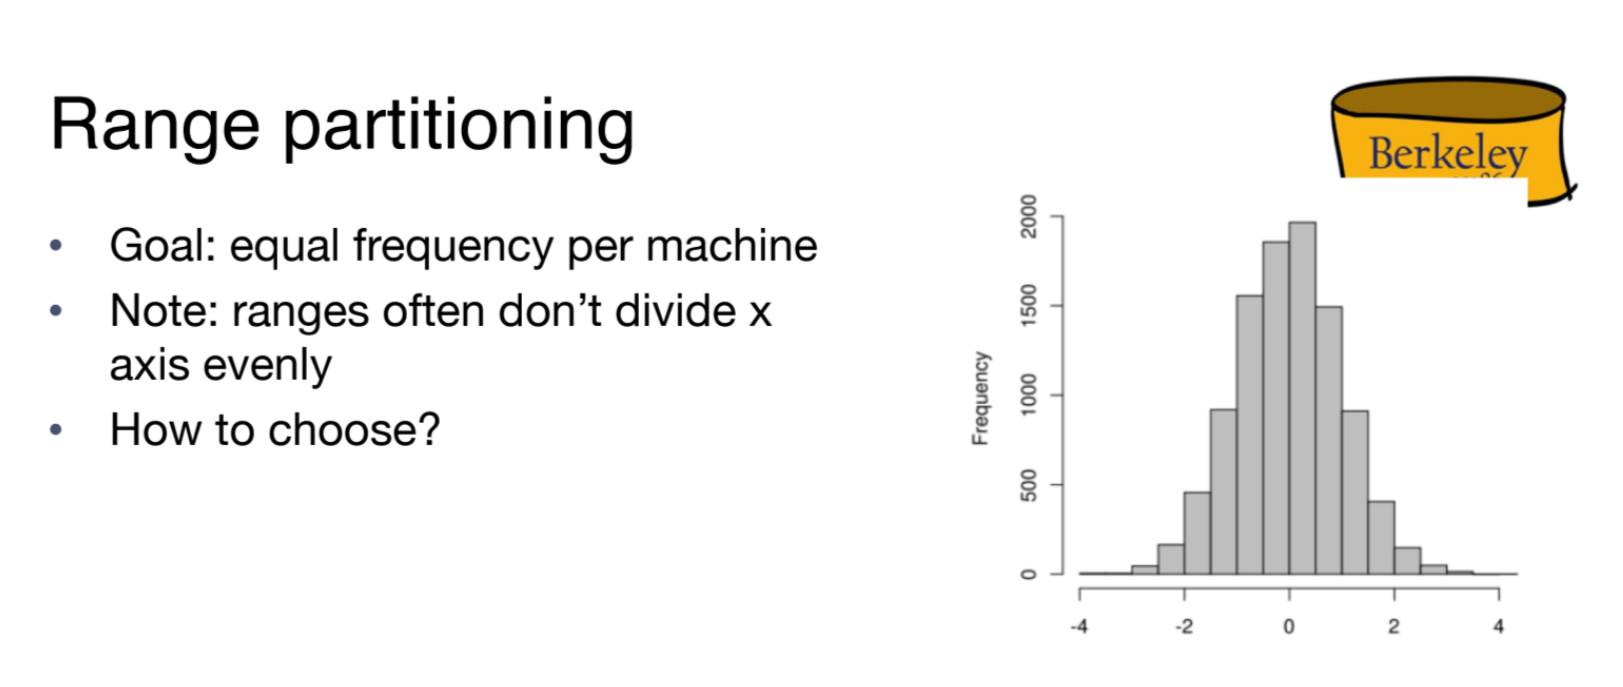 Range partitioning
Berkeley
• Goal: equal frequency per machine
• Note: ranges often don’t divide x
axis evenly
• How to choose?
Frequency
2000
1500
1000
500
0
-4 -2 0 2 4